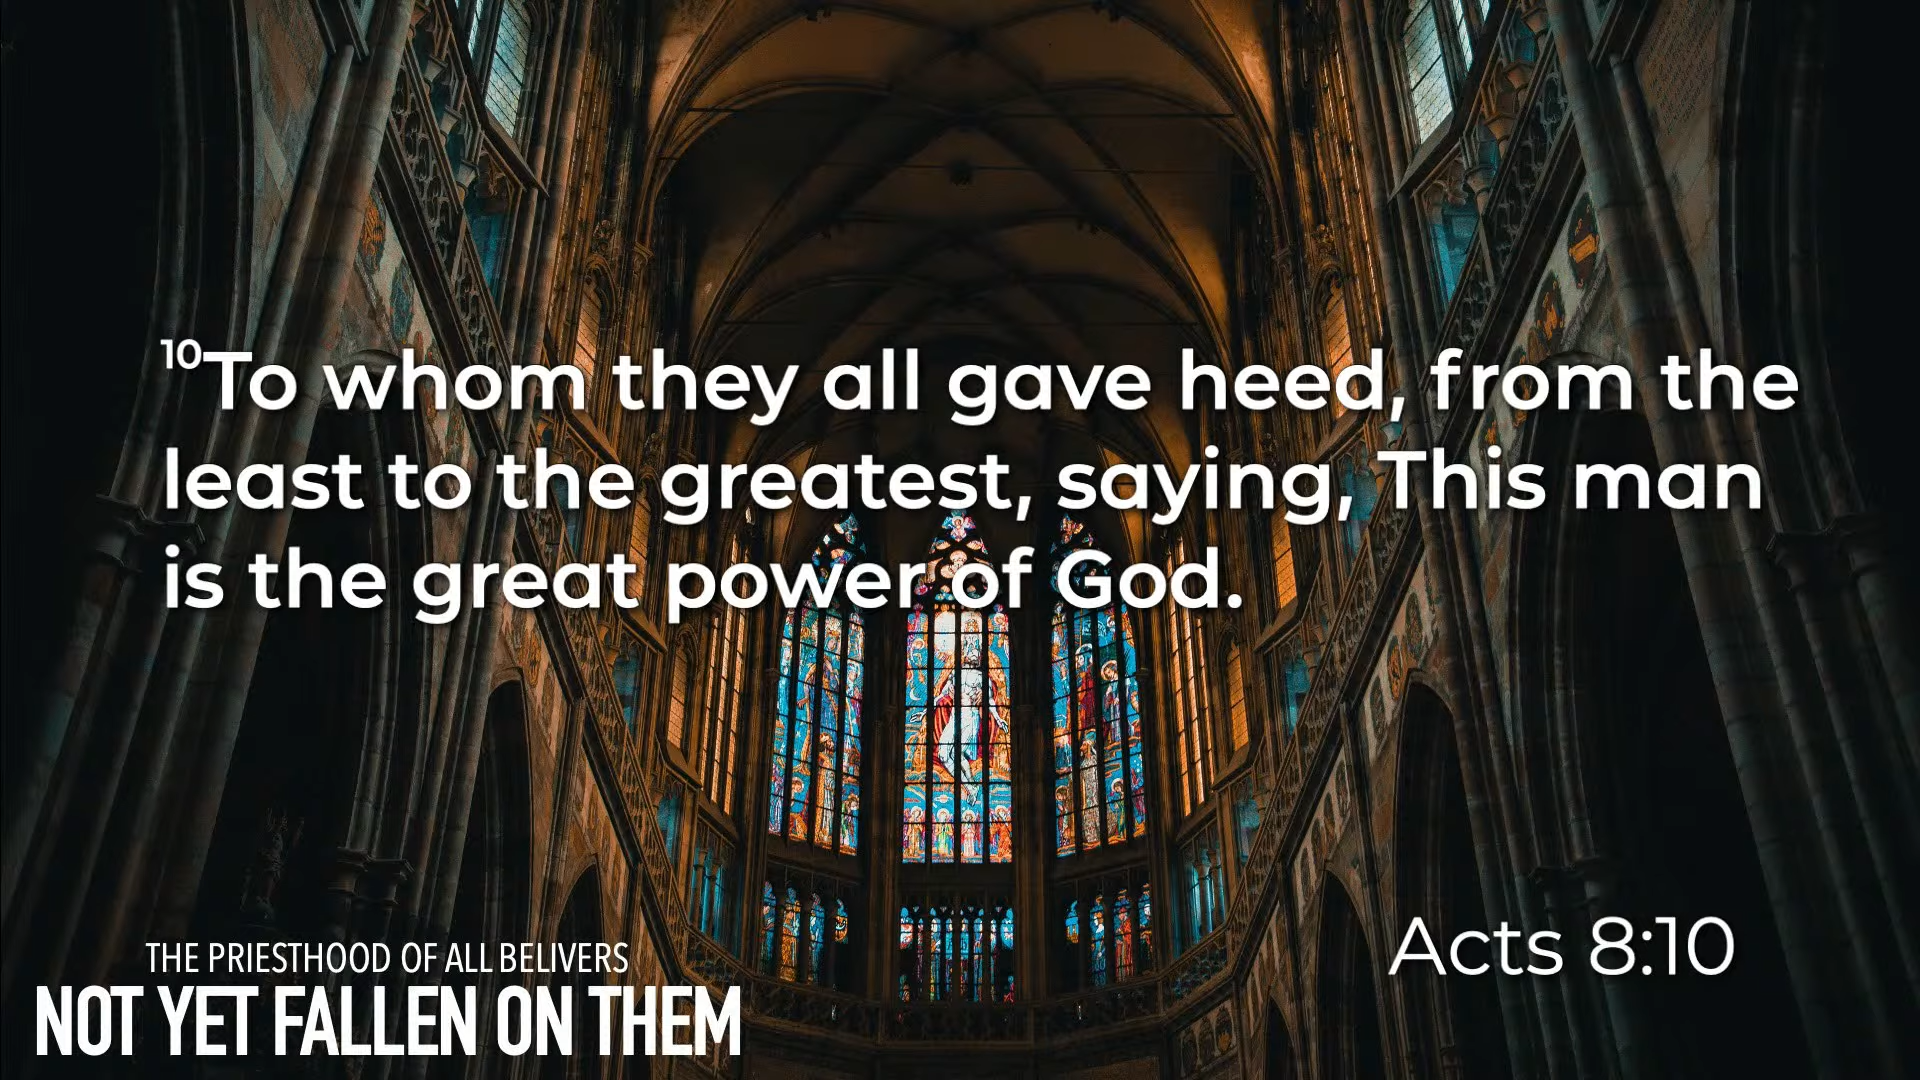 10To whom they all gave heed, from the
least to the greatest, saying, This man
is the great power of God.
Acts 8:10
THE PRIESTHOOD OF ALL BELIVERS
NOT YET FALLEN ON THEM